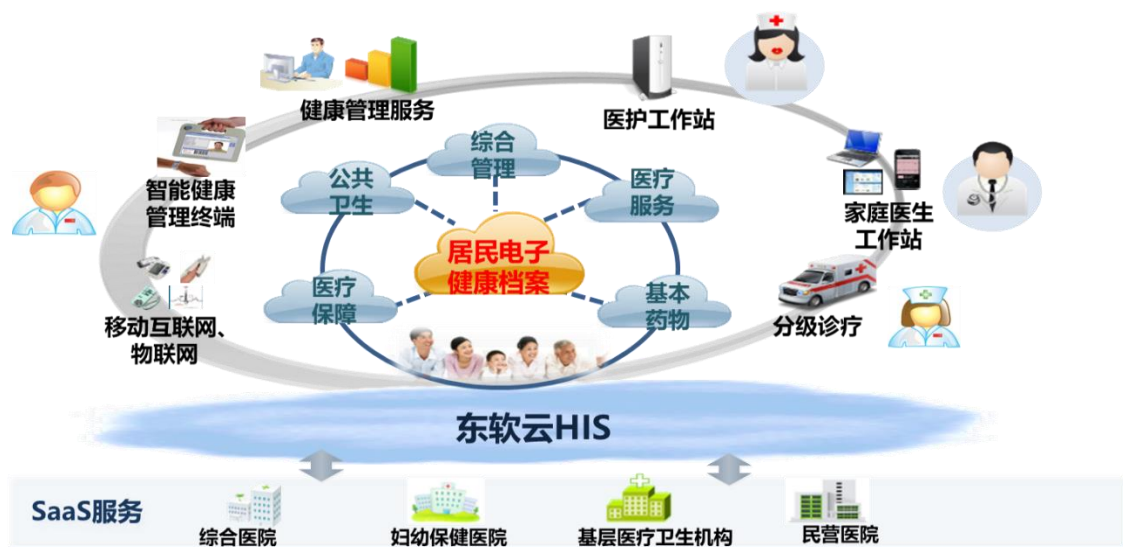 健康管理服务
医护工作站
综合
管理
公共
卫生
医疗
服务
智能健康
管理终端
家庭医生
工作站
居民电子
健康档案
医疗
保障
基本
药物
移动互联网、
物联网
分级诊疗
东软云HIS
SaaS服务
综合医院
妇幼保健医院
基层医疗卫生机构
民营医院